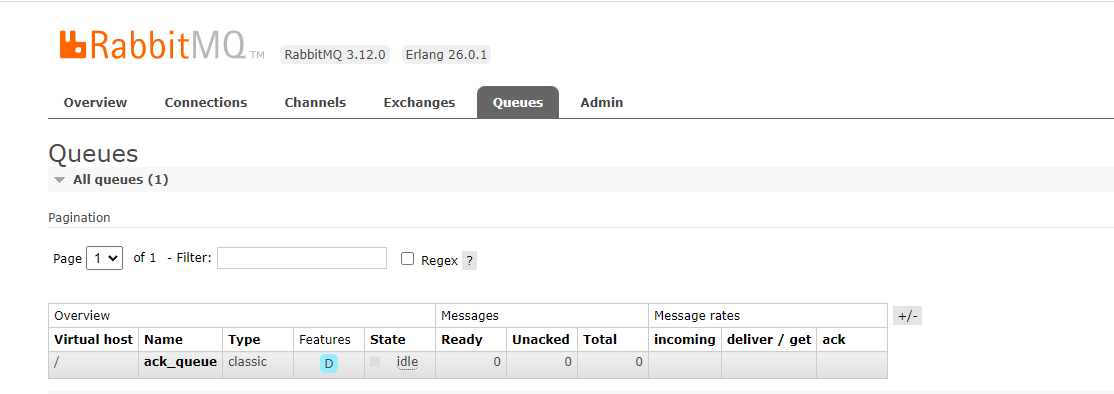 RabbitMQ TM RabbitMQ 3.12.0 Erlang 26.0.1
Overview Connections Channels Exchanges Queues Admin
Queues
All queues (1)
Pagination
Page 1 of 1 - Filter: Regex ?
Overview Messages Message rates +/-
Virtual host Name Type Features State Ready Unacked Total incoming deliver / get ack
/ ack_queue classic D idle 0 0 0